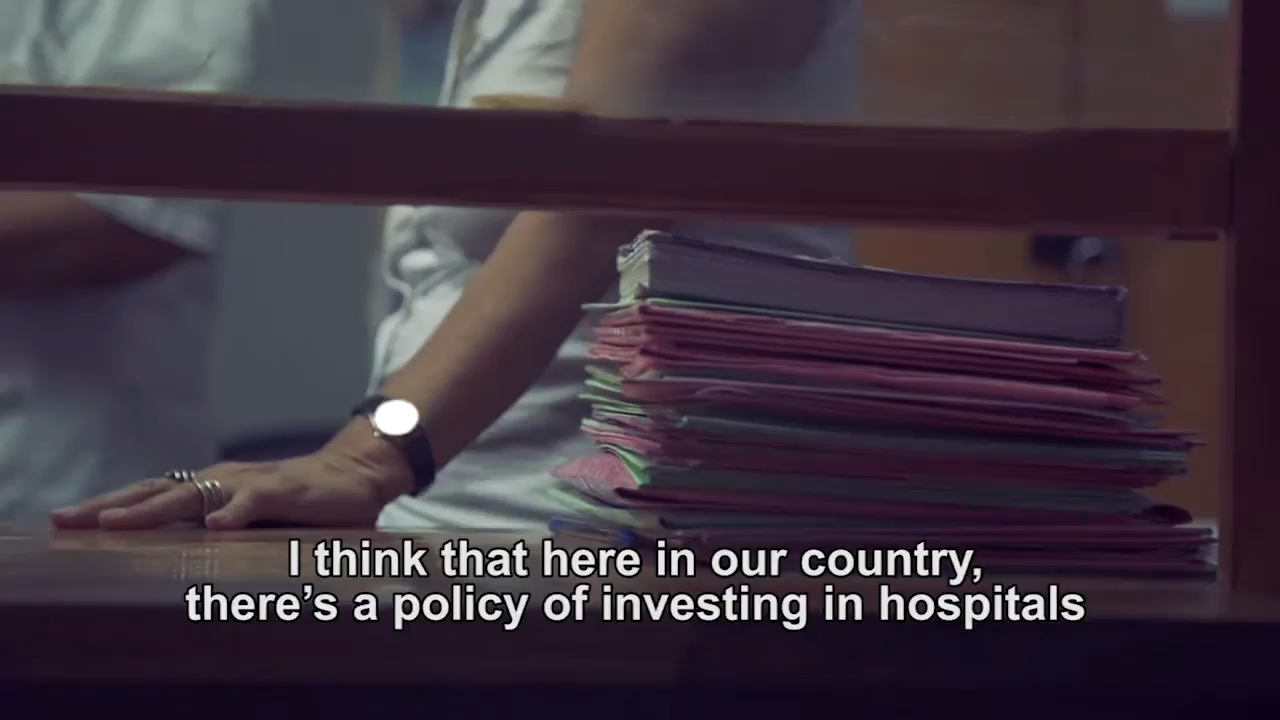 I think that here in our country,
there’s a policy of investing in hospitals